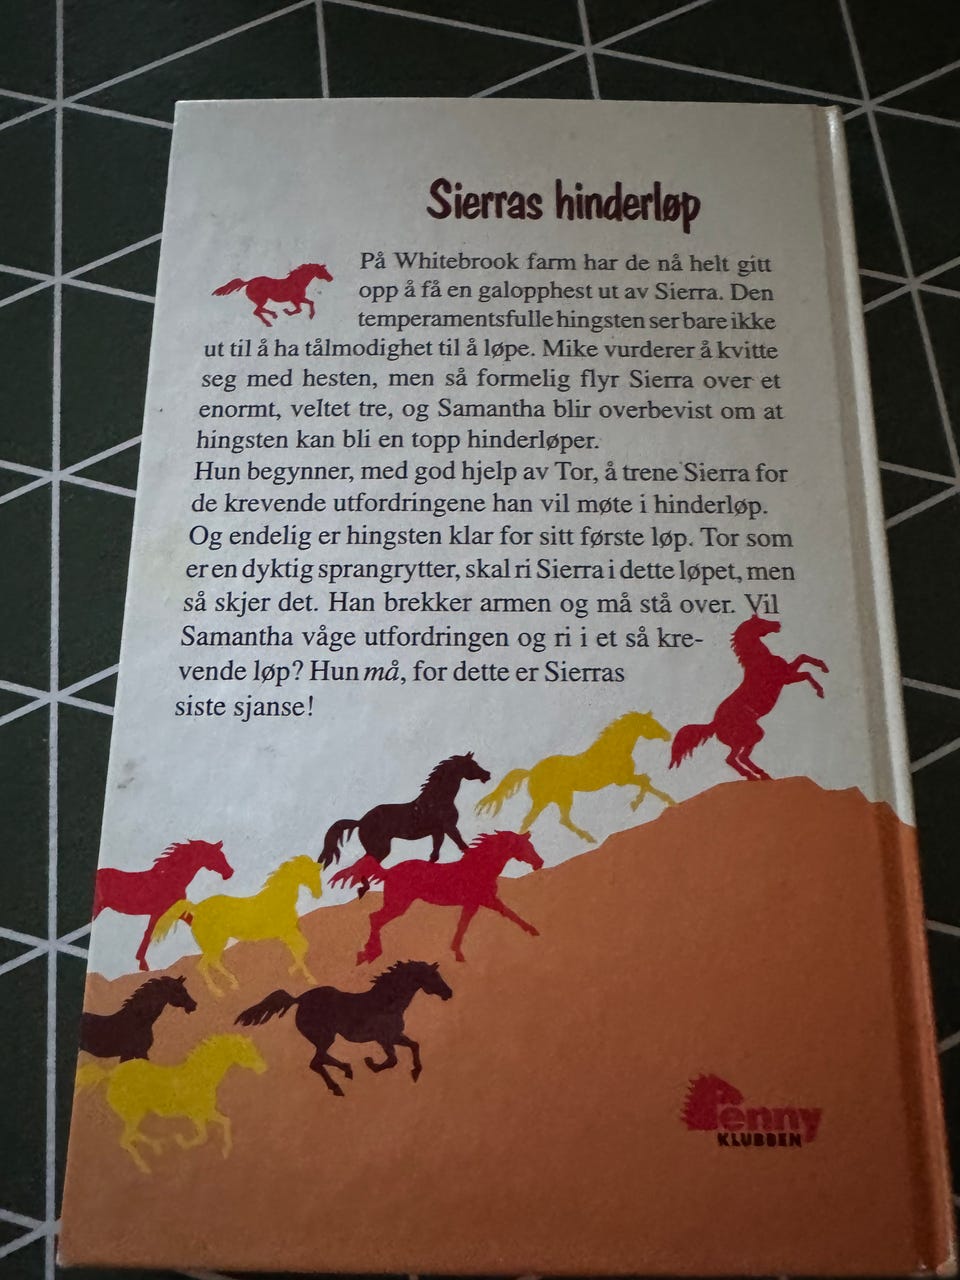 Sierras hinderløp
På Whitebrook farm har de nå helt gitt
opp å få en galopphest ut av Sierra. Den
temperamentsfulle hingsten ser bare ikke
ut til å ha tålmodighet til å løpe. Mike vurderer å kvitte
seg med hesten, men så formelig flyr Sierra over et
enormt, veltet tre, og Samantha blir overbevist om at
hingsten kan bli en topp hinderløper.
Hun begynner, med god hjelp av Tor, å trene Sierra for
de krevende utfordringene han vil møte i hinderløp.
Og endelig er hingsten klar for sitt første løp. Tor som
er en dyktig sprangrytter, skal ri Sierra i dette løpet, men
så skjer det. Han brekker armen og må stå over. Vil
Samantha våge utfordringen og ri i et så kre-
vende løp? Hun må, for dette er Sierras
siste sjanse!
Penny
KLUBBEN